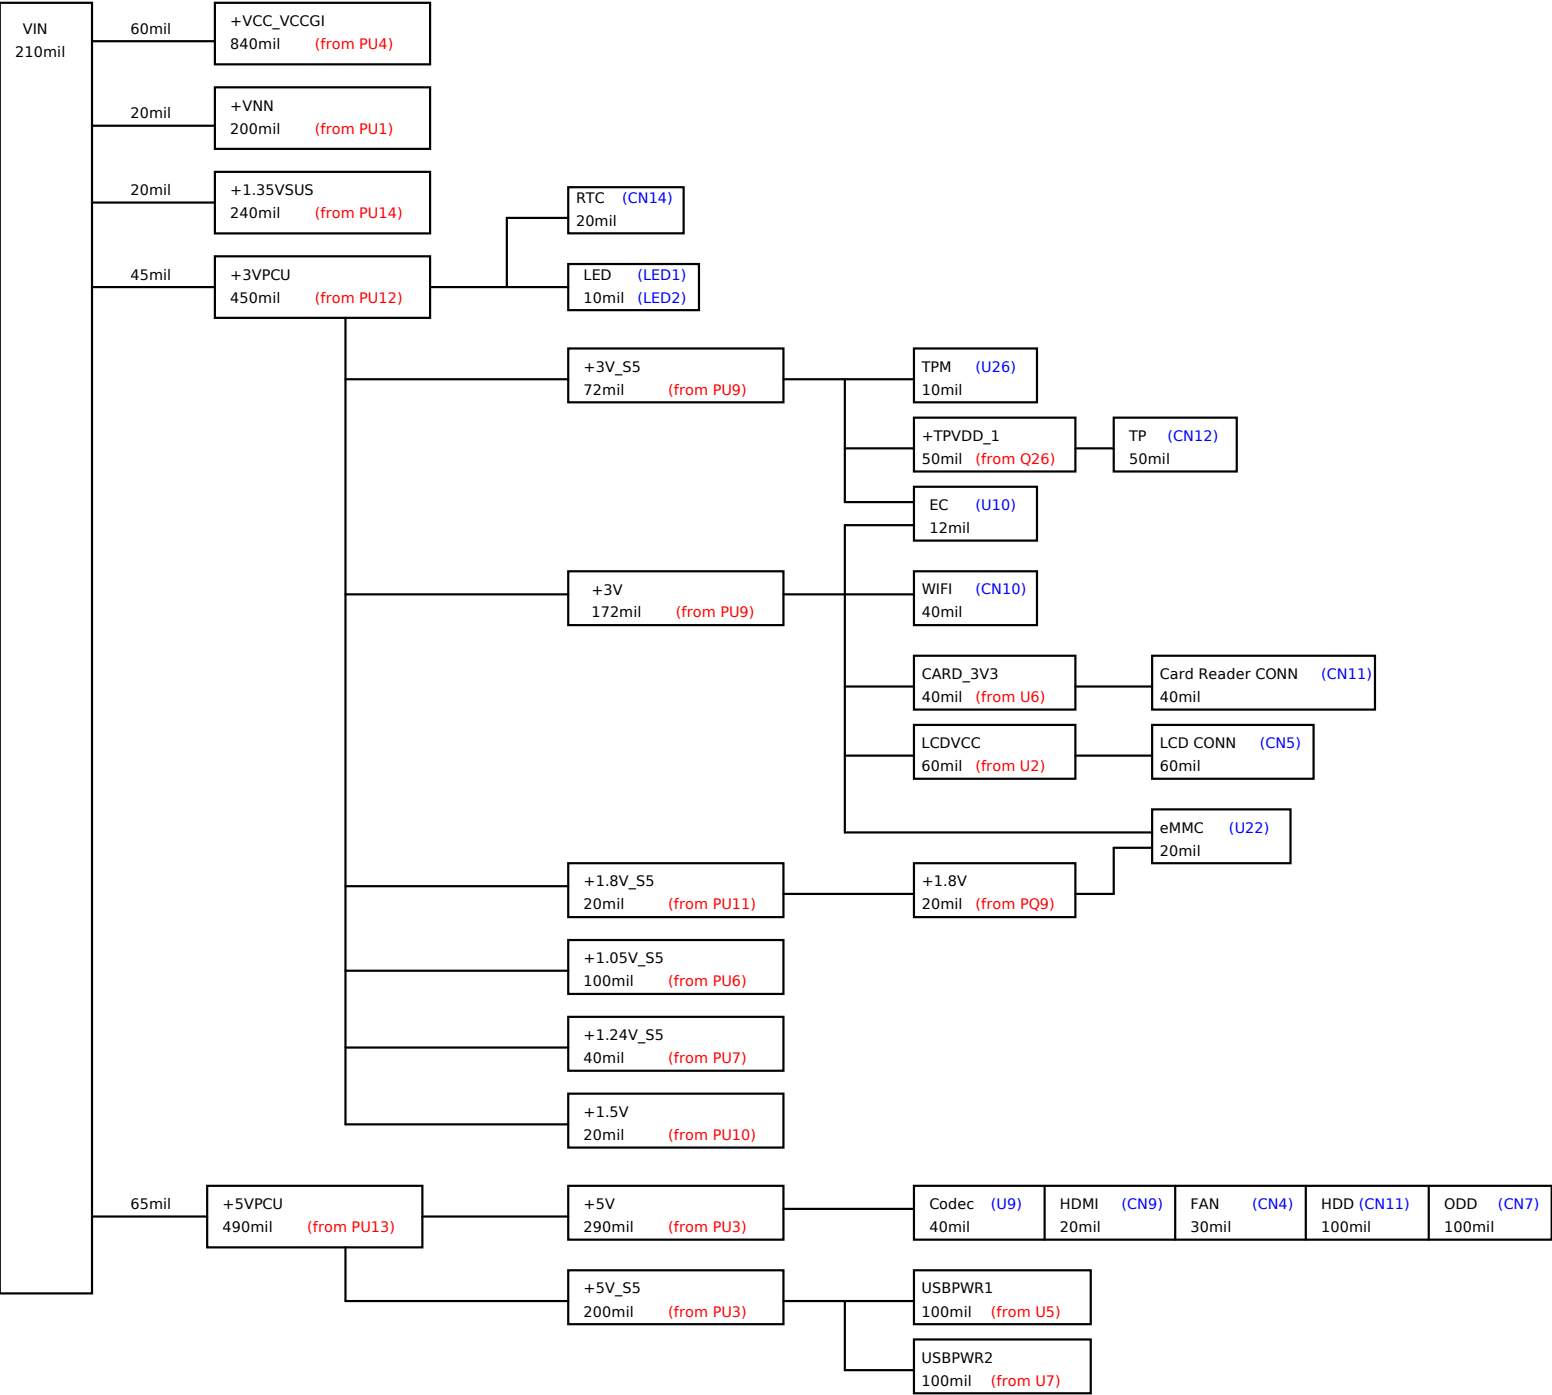 VIN
210mil
60mil
+VCC_VCCGI
840mil (from PU4)
20mil
+VNN
200mil (from PU1)
20mil
+1.35VSUS
240mil (from PU14)
45mil
+3VPCU
450mil (from PU12)
RTC (CN14)
20mil
LED (LED1)
10mil (LED2)
+3V_S5
72mil (from PU9)
TPM (U26)
10mil
+TPVDD_1
50mil (from Q26)
TP (CN12)
50mil
EC (U10)
12mil
+3V
172mil (from PU9)
WIFI (CN10)
40mil
CARD_3V3
40mil (from U6)
Card Reader CONN (CN11)
40mil
LCDVCC
60mil (from U2)
LCD CONN (CN5)
60mil
eMMC (U22)
20mil
+1.8V_S5
20mil (from PU11)
+1.8V
20mil (from PQ9)
+1.05V_S5
100mil (from PU6)
+1.24V_S5
40mil (from PU7)
+1.5V
20mil (from PU10)
65mil
+5VPCU
490mil (from PU13)
+5V
290mil (from PU3)
Codec (U9)
40mil
HDMI (CN9)
20mil
FAN (CN4)
30mil
HDD (CN11)
100mil
ODD (CN7)
100mil
+5V_S5
200mil (from PU3)
USBPWR1
100mil (from U5)
USBPWR2
100mil (from U7)